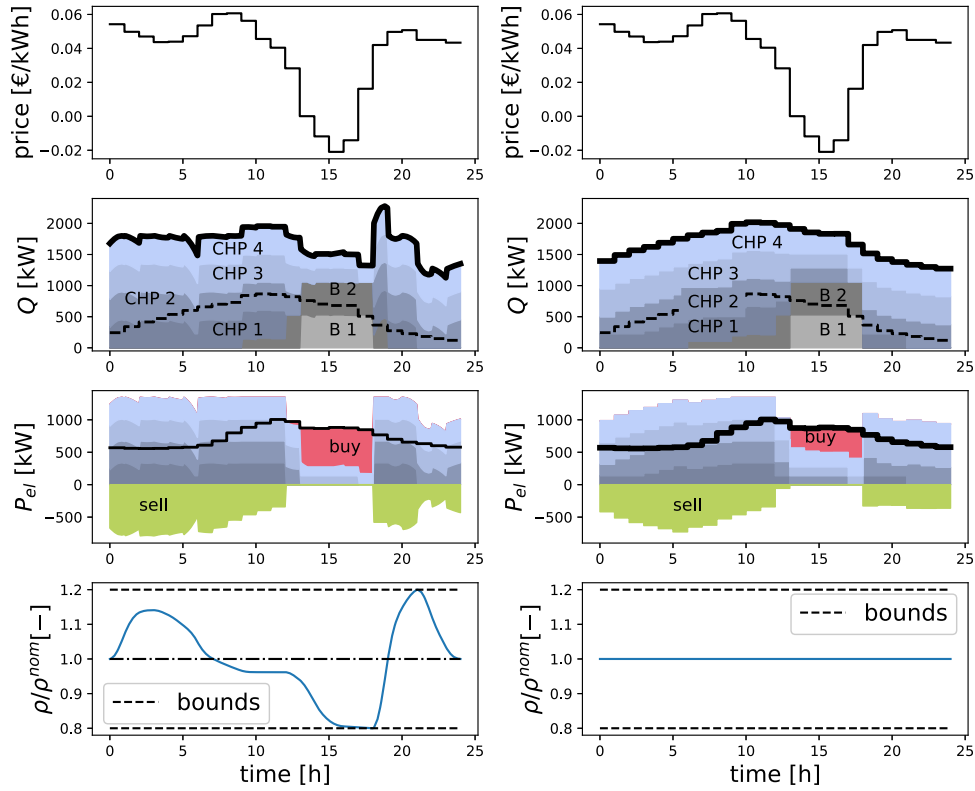 price [€/kWh]
0.06
0.04
0.02
0.00
−0.02
0 5 10 15 20 25
price [€/kWh]
0.06
0.04
0.02
0.00
−0.02
0 5 10 15 20 25
Q [kW]
2000
1500
1000
500
0
CHP 4
CHP 3
CHP 2
CHP 1
B 2
B 1
0 5 10 15 20 25
Q [kW]
2000
1500
1000
500
0
CHP 4
CHP 3
CHP 2
CHP 1
B 2
B 1
0 5 10 15 20 25
P_el [kW]
1000
500
0
−500
buy
sell
0 5 10 15 20 25
P_el [kW]
1000
500
0
−500
buy
sell
0 5 10 15 20 25
ρ/ρ^nom [−]
1.2
1.1
1.0
0.9
0.8
bounds
0 5 10 15 20 25
time [h]
ρ/ρ^nom [−]
1.2
1.1
1.0
0.9
0.8
bounds
0 5 10 15 20 25
time [h]